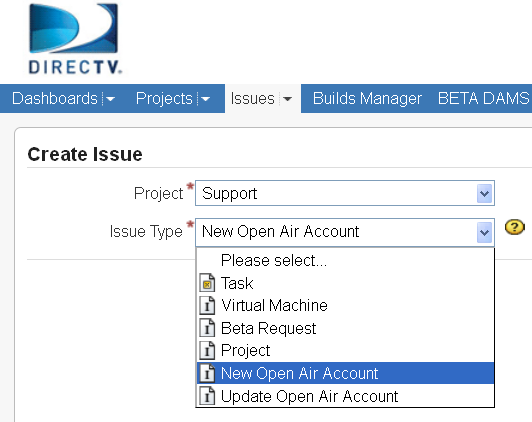 DIRECTV.
Dashboards Projects Issues Builds Manager BETA DAMS
Create Issue
Project * Support
Issue Type * New Open Air Account ?
Please select...
Task
Virtual Machine
Beta Request
Project
New Open Air Account
Update Open Air Account